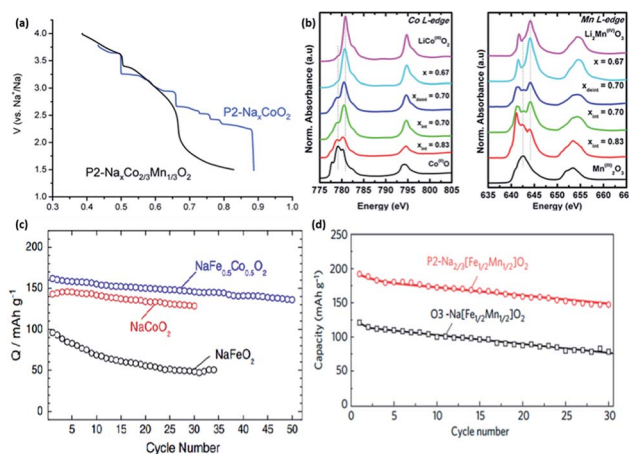 (a)
V (vs. Na⁺/Na)
4.0
3.5
3.0
2.5
2.0
1.5
P2-NaₓCoO₂
P2-NaₓCo₂/₃Mn₁/₃O₂
0.3 0.4 0.5 0.6 0.7 0.8 0.9 1
(b)
Co L-edge
Norm. Absorbance (a.u)
LiCo⁽ᴵᴵᴵ⁾O₂
x = 0.67
x = 0.70
x = 0.70
x = 0.83
Co⁽ᴵᴵ⁾O
775 780 785 790 795 800 805
Energy (eV)
Mn L-edge
Norm. Absorbance (a.u)
Li₂Mn⁽ᴵⱽ⁾O₃
x = 0.67
x = 0.70
x = 0.70
x = 0.83
Mn⁽ᴵᴵᴵ⁾₂O₃
635 640 645 650 655 660 66
Energy (eV)
(c)
Q / mAh g⁻¹
200
150
100
50
0
NaFe₀.₅Co₀.₅O₂
NaCoO₂
NaFeO₂
0 5 10 15 20 25 30 35 40 45 50
Cycle Number
(d)
Capacity (mAh g⁻¹)
250
200
150
100
50
0
P2-Na₂/₃[Fe₁/₂Mn₁/₂]O₂
O3 -Na[Fe₁/₂Mn₁/₂]O₂
0 5 10 15 20 25 30
Cycle number